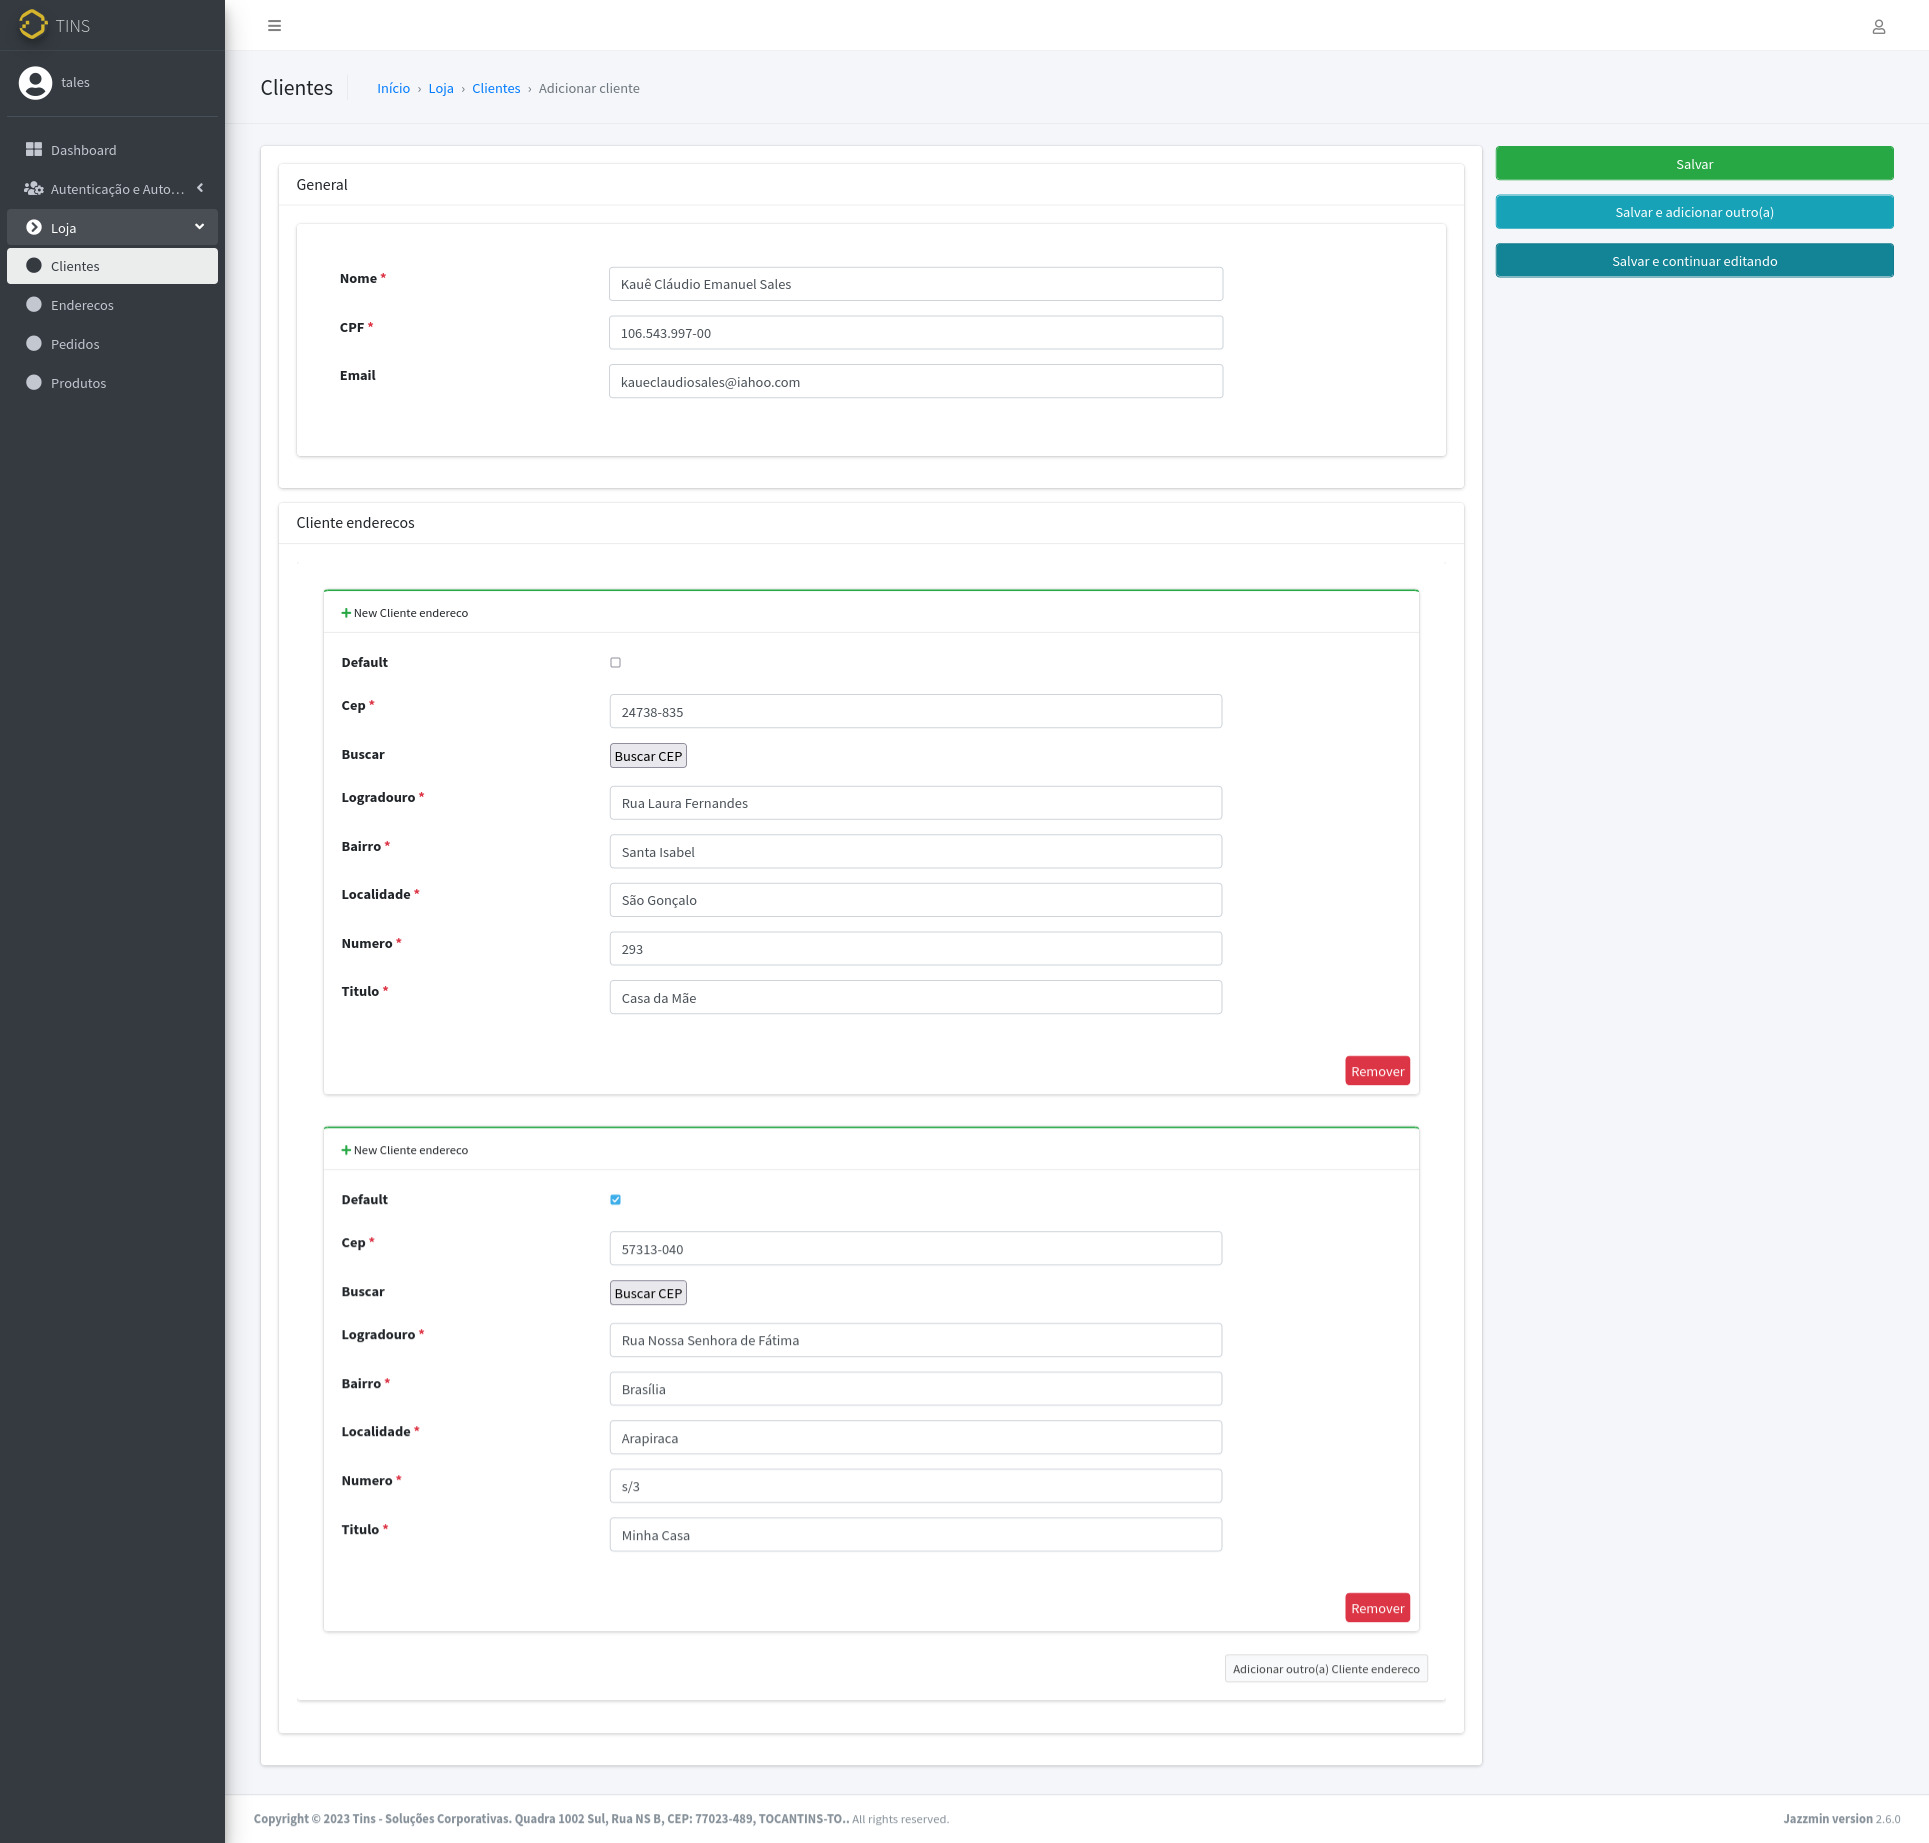 TINS
tales
Dashboard
Autenticação e Auto...
Loja
Clientes
Enderecos
Pedidos
Produtos
Clientes
Início › Loja › Clientes › Adicionar cliente
General
Nome * Kauê Cláudio Emanuel Sales
CPF * 106.543.997-00
Email kaueclaudiosales@iahoo.com
Salvar
Salvar e adicionar outro(a)
Salvar e continuar editando
Cliente enderecos
New Cliente endereco
Default
Cep * 24738-835
Buscar Buscar CEP
Logradouro * Rua Laura Fernandes
Bairro * Santa Isabel
Localidade * São Gonçalo
Numero * 293
Titulo * Casa da Mãe
Remover
New Cliente endereco
Default
Cep * 57313-040
Buscar Buscar CEP
Logradouro * Rua Nossa Senhora de Fátima
Bairro * Brasília
Localidade * Arapiraca
Numero * s/3
Titulo * Minha Casa
Remover
Adicionar outro(a) Cliente endereco
Copyright © 2023 Tins - Soluções Corporativas. Quadra 1002 Sul, Rua NS B, CEP: 77023-489, TOCANTINS-TO.. All rights reserved.
Jazzmin version 2.6.0